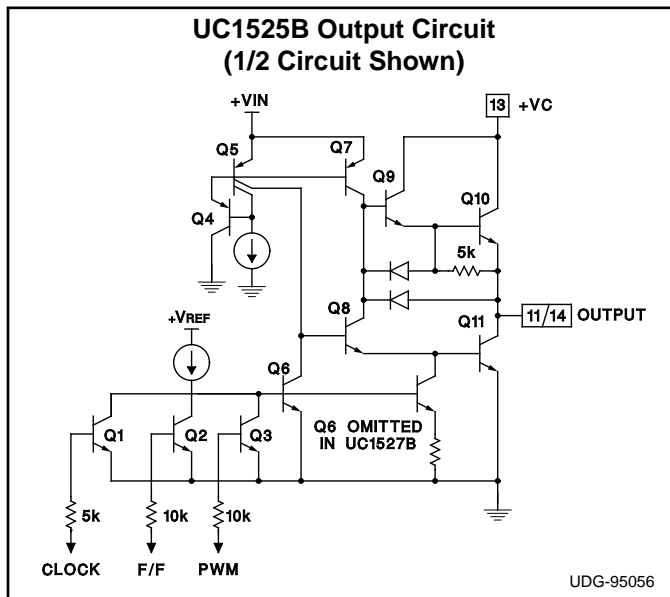 UC1525B Output Circuit
(1/2 Circuit Shown)
+VIN
13 +VC
Q5
Q7
Q9
Q10
Q4
5k
+VREF
Q8
Q11
11/14 OUTPUT
Q6
Q1
Q2
Q3
Q6 OMITTED
IN UC1527B
5k
10k
10k
CLOCK
F/F
PWM
UDG-95056